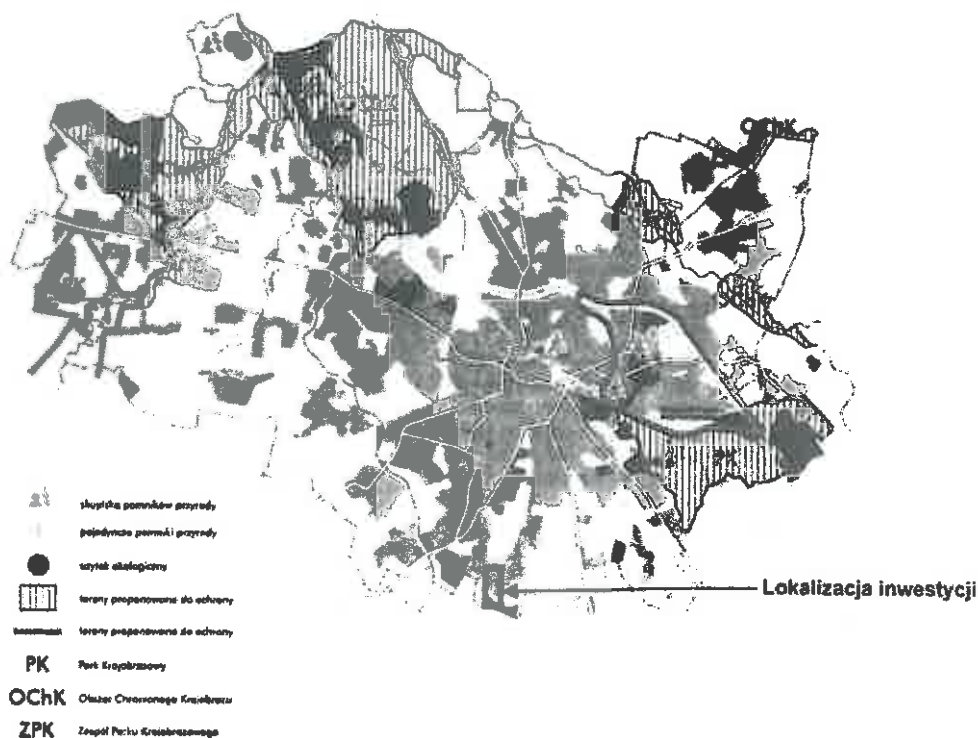 OChK
OChK
PK
PK
Lokalizacja inwestycji
skupiska pomników przyrody
pojedyncze pomniki przyrody
użytek ekologiczny
tereny proponowane do ochrony
tereny proponowane do ochrony
PK Park Krajobrazowy
OChK Obszar Chronionego Krajobrazu
ZPK Zespół Parku Krajobrazowego